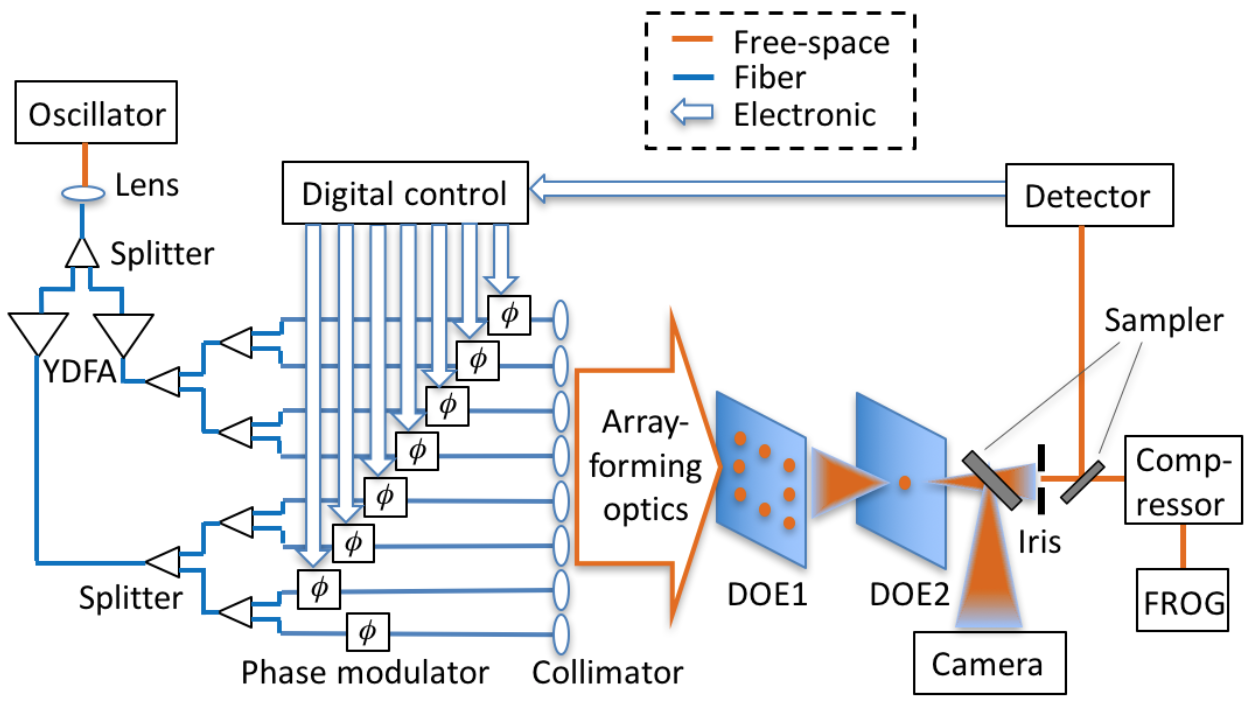 Free-space
Fiber
Electronic
Oscillator
Lens
Splitter
YDFA
Digital control
Detector
Sampler
ϕ
ϕ
ϕ
ϕ
ϕ
ϕ
ϕ
ϕ
Array-
forming
optics
Comp-
ressor
Iris
DOE1
DOE2
FROG
Splitter
Phase modulator
Collimator
Camera